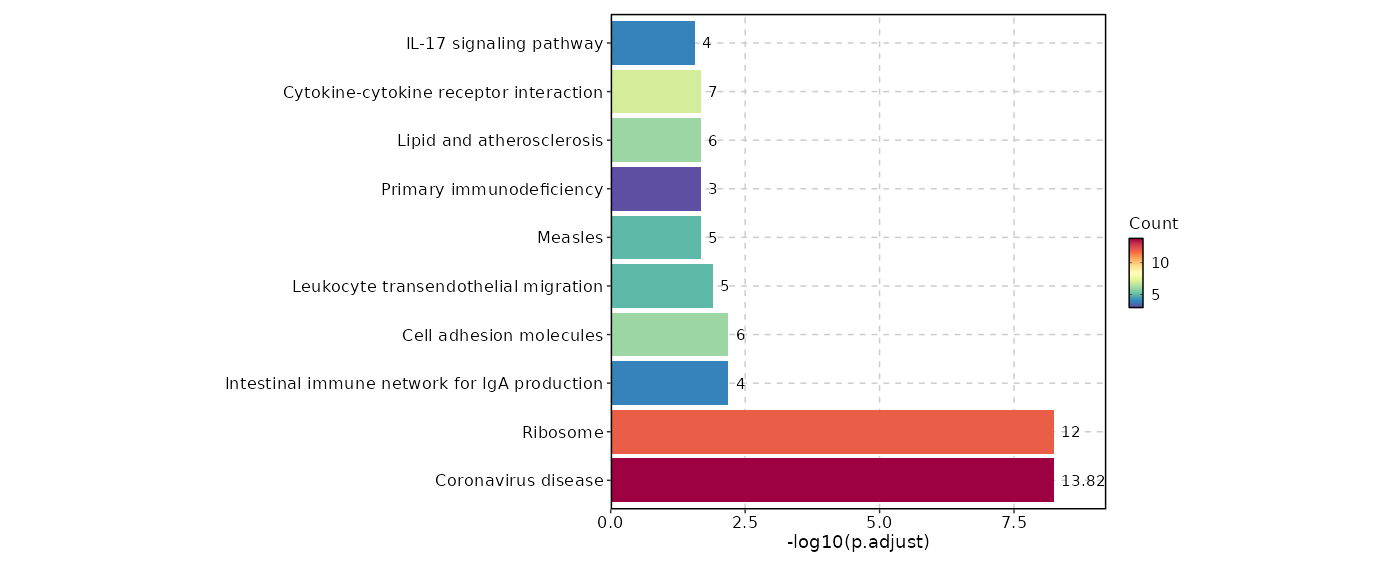 IL-17 signaling pathway 4
Cytokine-cytokine receptor interaction 7
Lipid and atherosclerosis 6
Primary immunodeficiency 3
Measles 5
Leukocyte transendothelial migration 5
Cell adhesion molecules 6
Intestinal immune network for IgA production 4
Ribosome 12
Coronavirus disease 13.82
0.0 2.5 5.0 7.5
-log10(p.adjust)
Count
10
5